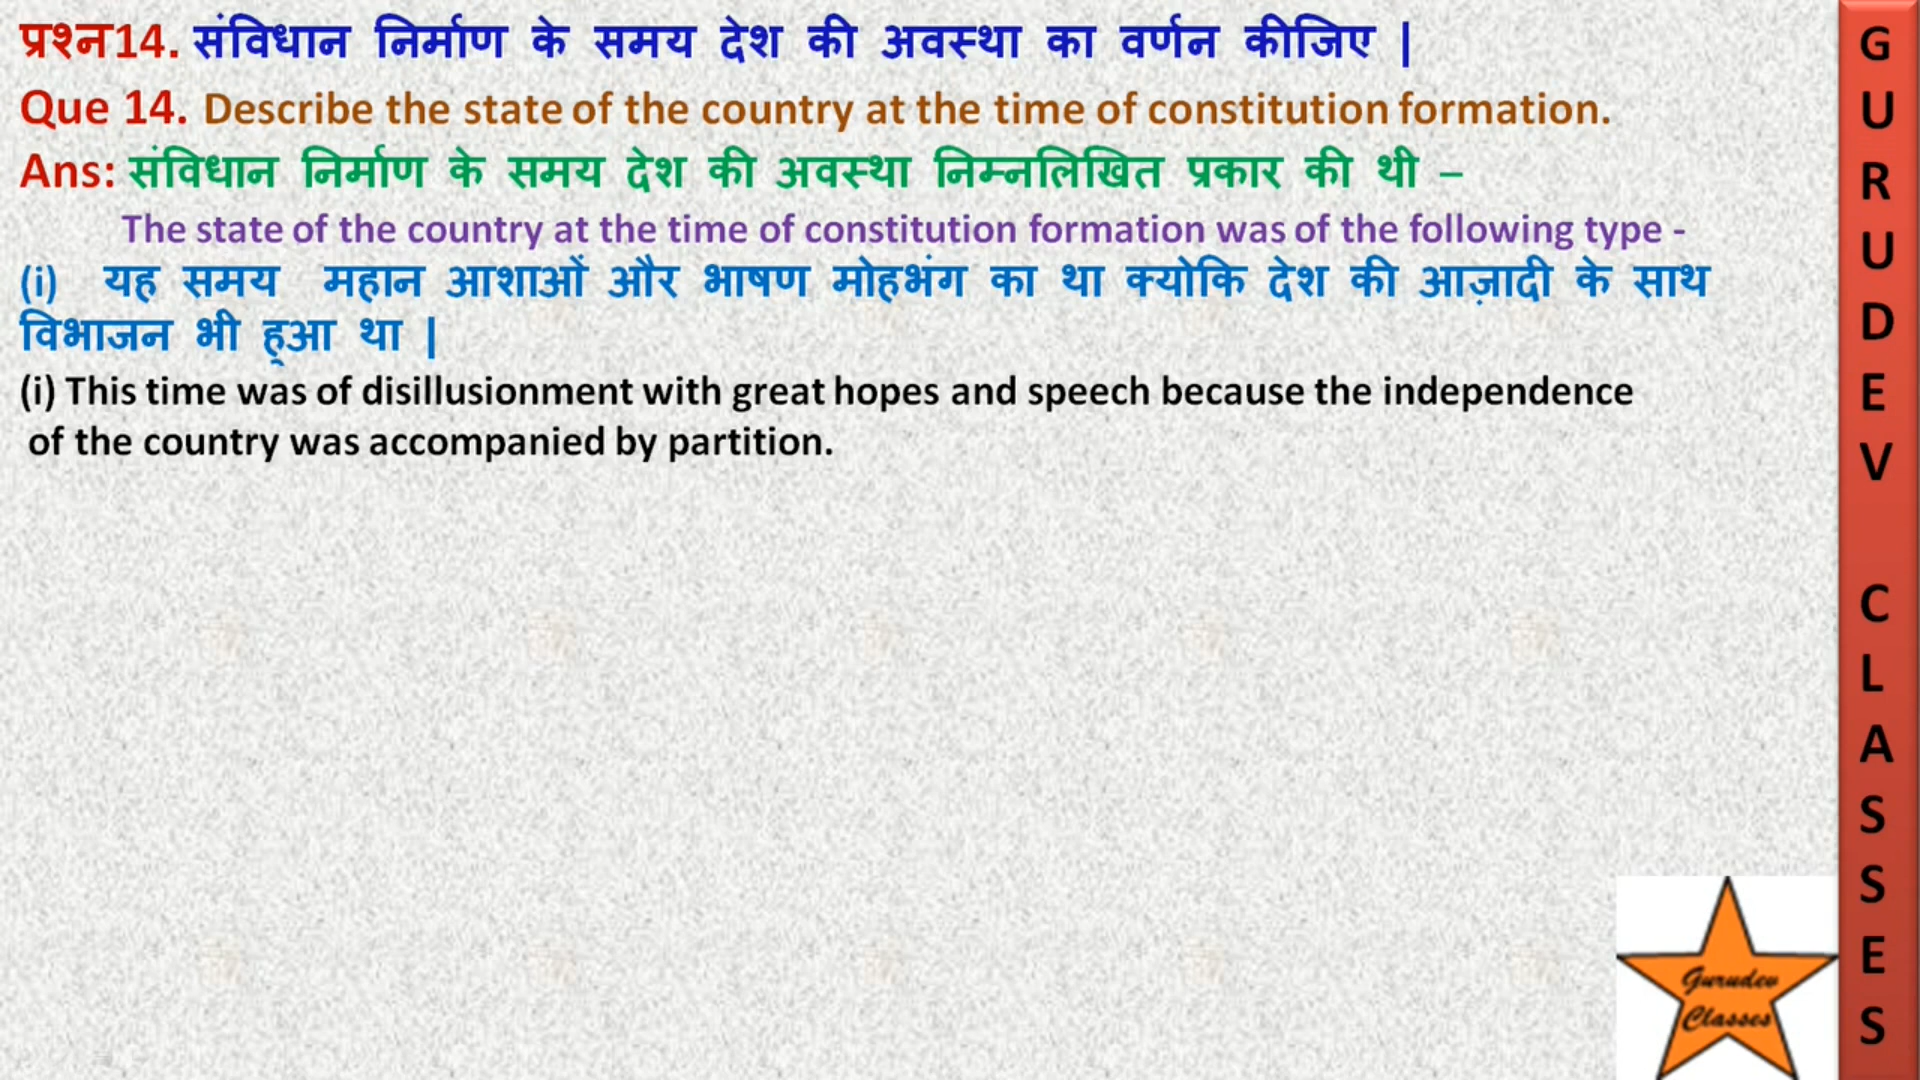 प्रश्न14. संविधान निर्माण के समय देश की अवस्था का वर्णन कीजिए |
Que 14. Describe the state of the country at the time of constitution formation.
Ans: संविधान निर्माण के समय देश की अवस्था निम्नलिखित प्रकार की थी –
The state of the country at the time of constitution formation was of the following type -
(i) यह समय महान आशाओं और भाषण मोहभंग का था क्योकि देश की आज़ादी के साथ
विभाजन भी हुआ था |
(i) This time was of disillusionment with great hopes and speech because the independence
of the country was accompanied by partition.
GURUDEV CLASSES
Gurudev
Classes